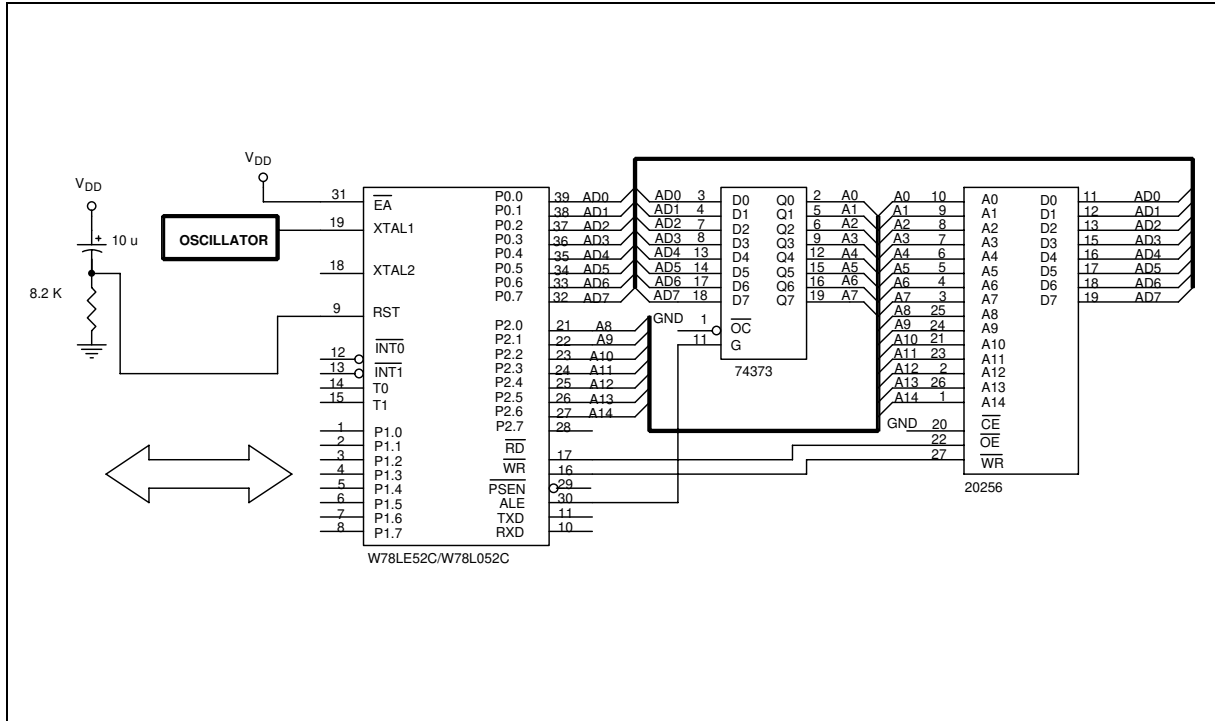 VDD
10 u
8.2 K
VDD
OSCILLATOR
31 EA
19 XTAL1
18 XTAL2
9 RST
12 INT0
13 INT1
14 T0
15 T1
1 P1.0
2 P1.1
3 P1.2
4 P1.3
5 P1.4
6 P1.5
7 P1.6
8 P1.7
P0.0 39 AD0
P0.1 38 AD1
P0.2 37 AD2
P0.3 36 AD3
P0.4 35 AD4
P0.5 34 AD5
P0.6 33 AD6
P0.7 32 AD7
P2.0 21 A8
P2.1 22 A9
P2.2 23 A10
P2.3 24 A11
P2.4 25 A12
P2.5 26 A13
P2.6 27 A14
P2.7 28
RD 17
WR 16
PSEN 29
ALE 30
TXD 11
RXD 10
W78LE52C/W78L052C
AD0 3 D0 Q0 2 A0
AD1 4 D1 Q1 5 A1
AD2 7 D2 Q2 6 A2
AD3 8 D3 Q3 9 A3
AD4 13 D4 Q4 12 A4
AD5 14 D5 Q5 15 A5
AD6 17 D6 Q6 16 A6
AD7 18 D7 Q7 19 A7
GND 1 OC
11 G
74373
A0 10 A0 D0 11 AD0
A1 9 A1 D1 12 AD1
A2 8 A2 D2 13 AD2
A3 7 A3 D3 15 AD3
A4 6 A4 D4 16 AD4
A5 5 A5 D5 17 AD5
A6 4 A6 D6 18 AD6
A7 3 A7 D7 19 AD7
A8 25 A8
A9 24 A9
A10 21 A10
A11 23 A11
A12 2 A12
A13 26 A13
A14 1 A14
GND 20 CE
22 OE
27 WR
20256